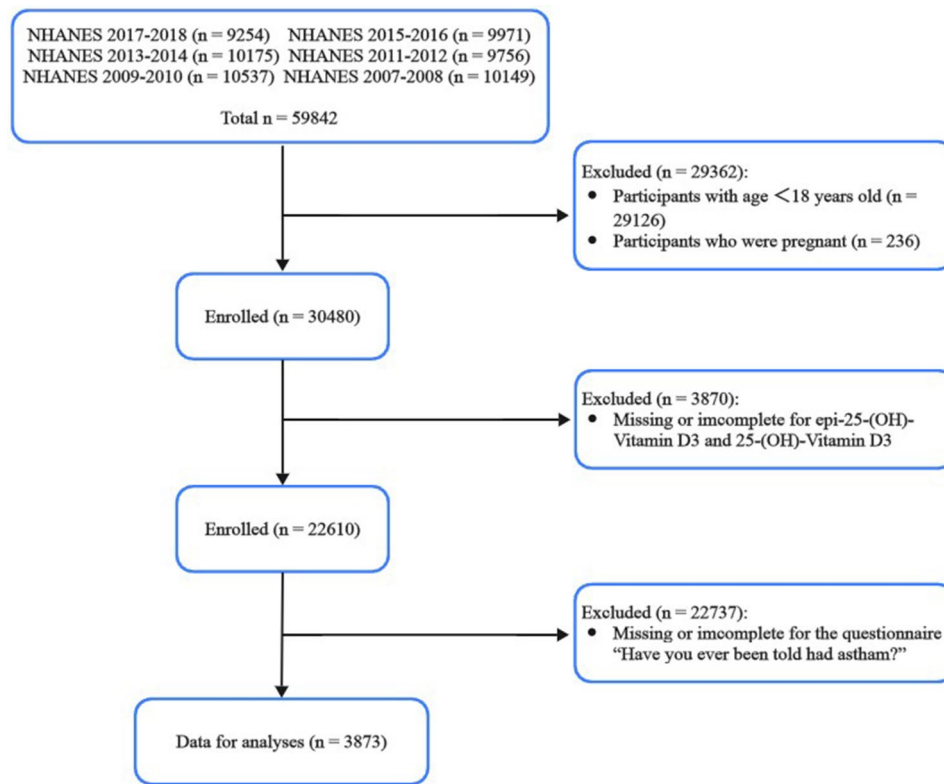 NHANES 2017-2018 (n = 9254) NHANES 2015-2016 (n = 9971)
NHANES 2013-2014 (n = 10175) NHANES 2011-2012 (n = 9756)
NHANES 2009-2010 (n = 10537) NHANES 2007-2008 (n = 10149)
Total n = 59842
Excluded (n = 29362):
• Participants with age <18 years old (n =
29126)
• Participants who were pregnant (n = 236)
Enrolled (n = 30480)
Excluded (n = 3870):
• Missing or imcomplete for epi-25-(OH)-
Vitamin D3 and 25-(OH)-Vitamin D3
Enrolled (n = 22610)
Excluded (n = 22737):
• Missing or imcomplete for the questionnaire
“Have you ever been told had astham?”
Data for analyses (n = 3873)